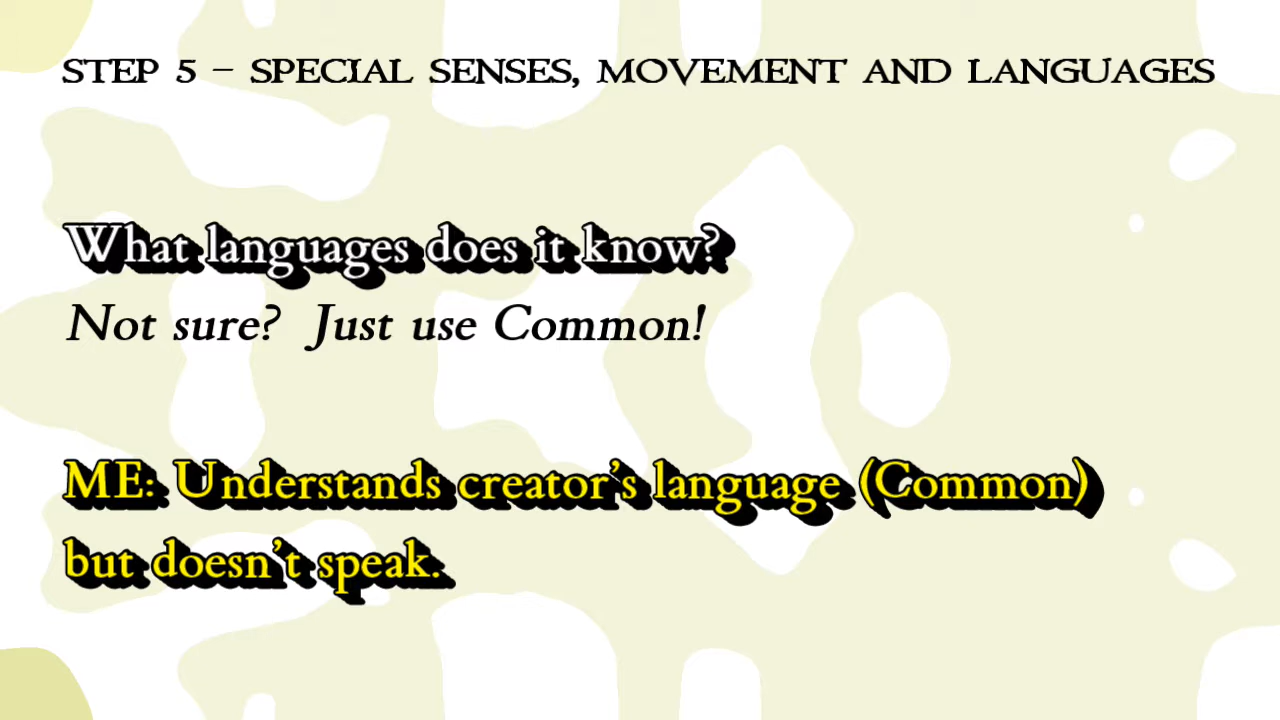 STEP 5 – SPECIAL SENSES, MOVEMENT AND LANGUAGES
What languages does it know?
Not sure? Just use Common!
ME: Understands creator’s language (Common)
but doesn’t speak.